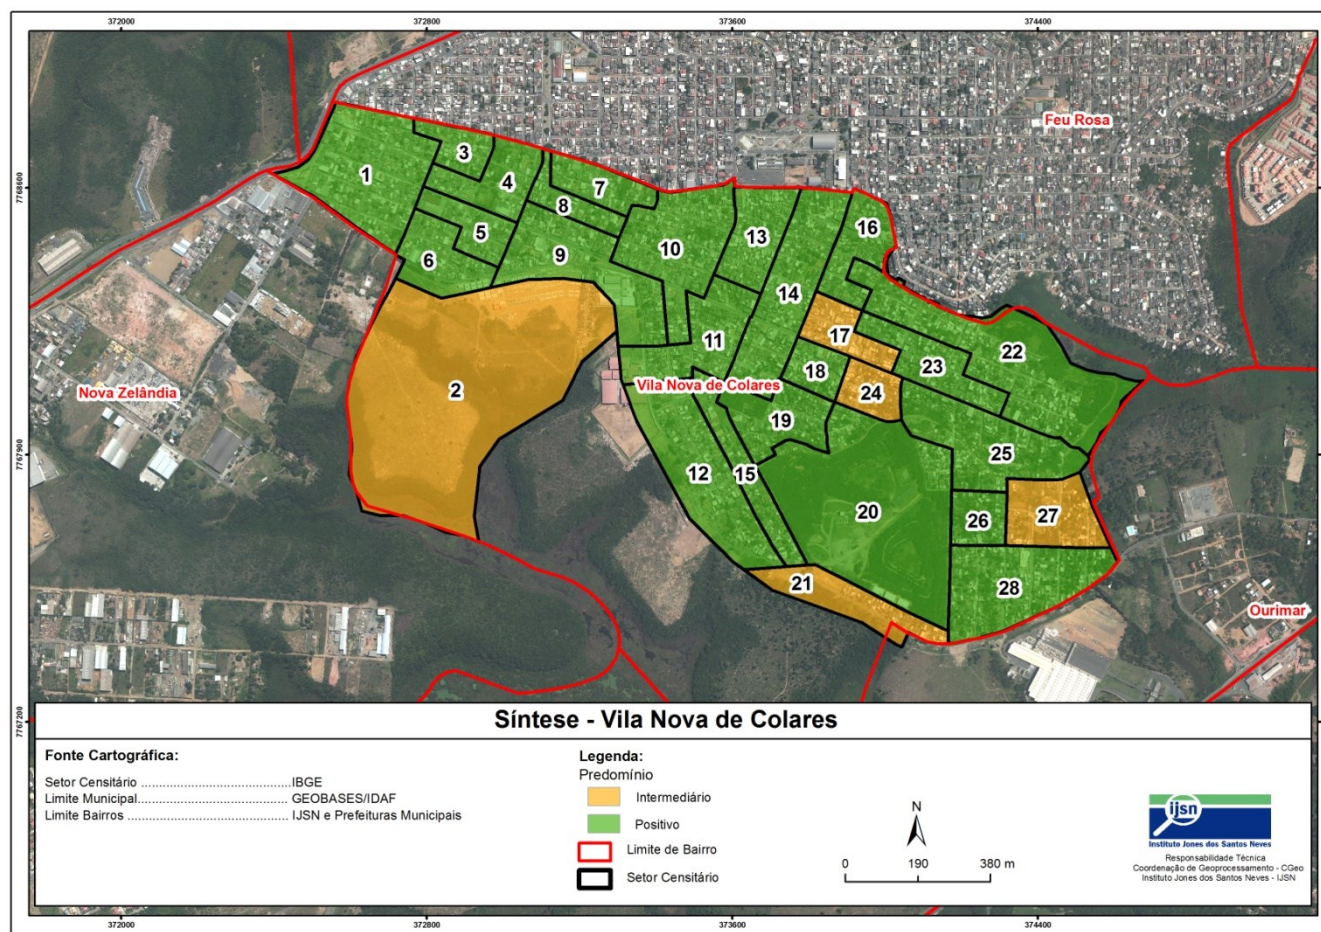 372000 372800 373600 374400
7768600
7767900
7767200
Feu Rosa
1
3
4
7
8
5
6
9
10
13
16
14
11
17
22
23
18
24
2
Nova Zelândia
Vila Nova de Colares
19
12
15
25
20
26
27
21
28
Ourimar
Síntese - Vila Nova de Colares
Fonte Cartográfica:
Setor Censitário ............................................IBGE
Limite Municipal............................................ GEOBASES/IDAF
Limite Bairros ............................................... IJSN e Prefeituras Municipais
Legenda:
Predomínio
Intermediário
Positivo
Limite de Bairro
Setor Censitário
N
0 190 380 m
ijsn
Instituto Jones dos Santos Neves
Responsabilidade Técnica
Coordenação de Geoprocessamento - CGeo
Instituto Jones dos Santos Neves - IJSN
372000 372800 373600 374400